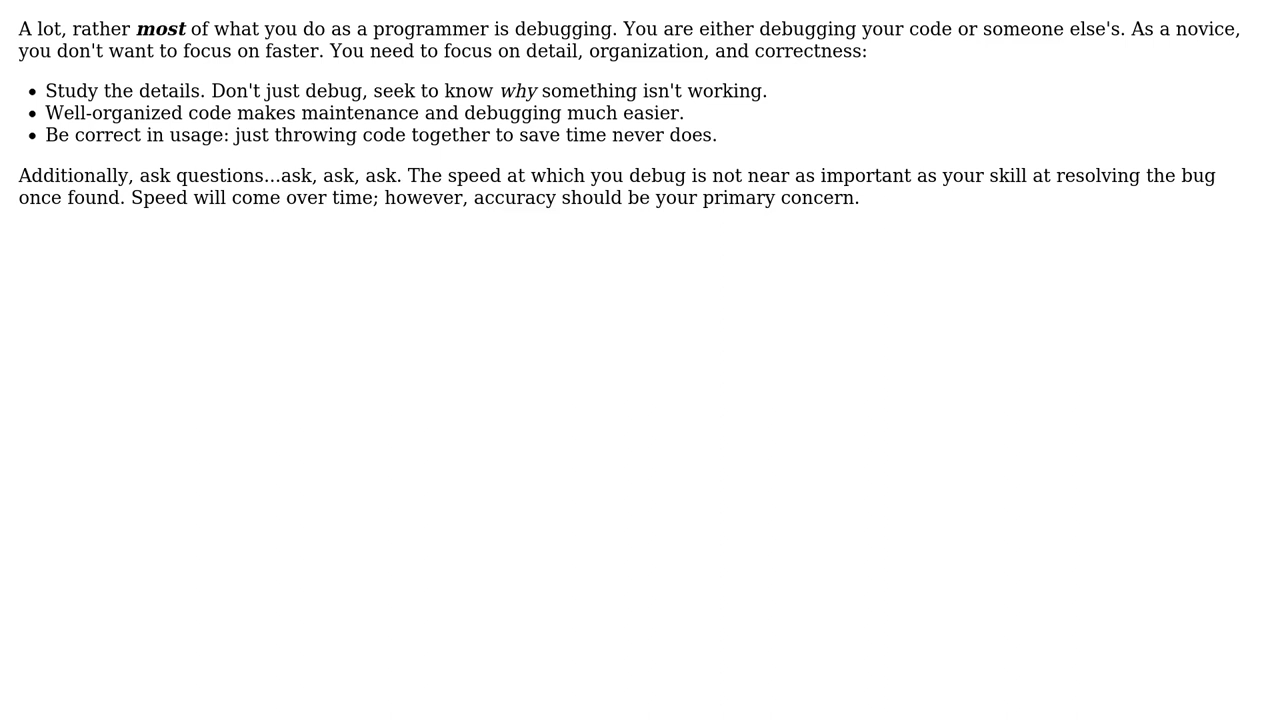 A lot, rather most of what you do as a programmer is debugging. You are either debugging your code or someone else's. As a novice,
you don't want to focus on faster. You need to focus on detail, organization, and correctness:
• Study the details. Don't just debug, seek to know why something isn't working.
• Well-organized code makes maintenance and debugging much easier.
• Be correct in usage: just throwing code together to save time never does.
Additionally, ask questions...ask, ask, ask. The speed at which you debug is not near as important as your skill at resolving the bug
once found. Speed will come over time; however, accuracy should be your primary concern.